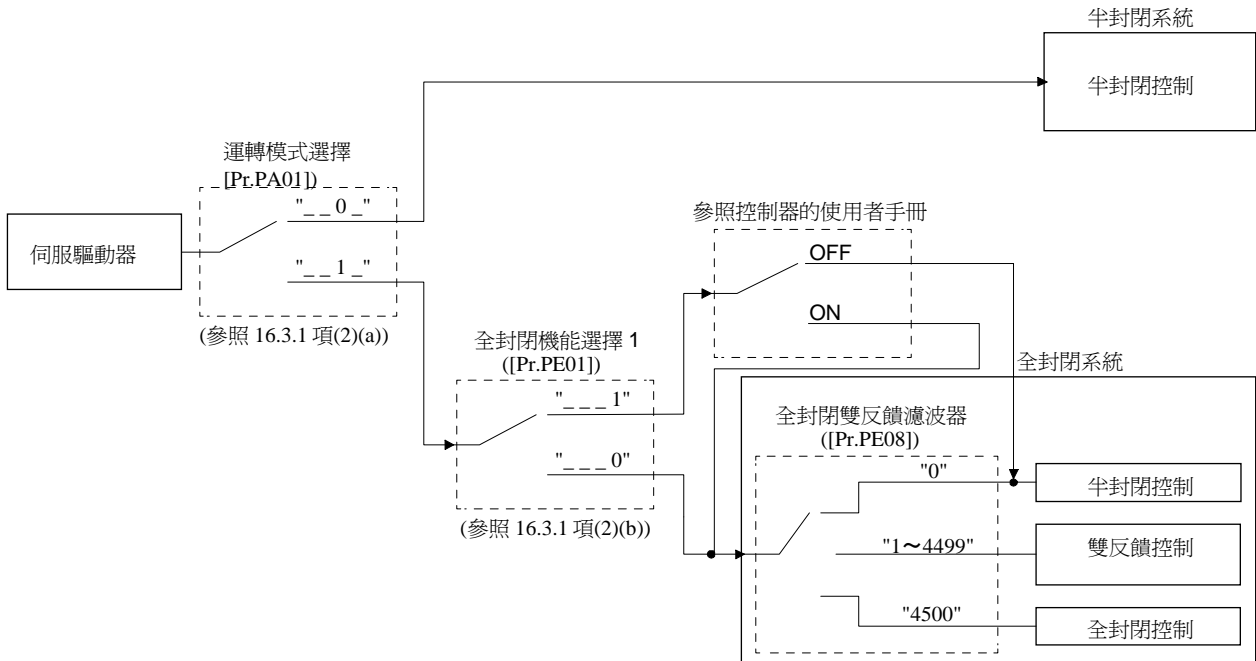 半封閉系統
半封閉控制
運轉模式選擇
[Pr.PA01])
"_ _ 0 _"
伺服驅動器
"_ _ 1 _"
(參照 16.3.1 項(2)(a))
參照控制器的使用者手冊
OFF
ON
全封閉機能選擇 1
([Pr.PE01])
"_ _ _ 1"
"_ _ _ 0"
(參照 16.3.1 項(2)(b))
全封閉系統
全封閉雙反饋濾波器
([Pr.PE08])
"0"
半封閉控制
"1～4499"
雙反饋控制
"4500"
全封閉控制